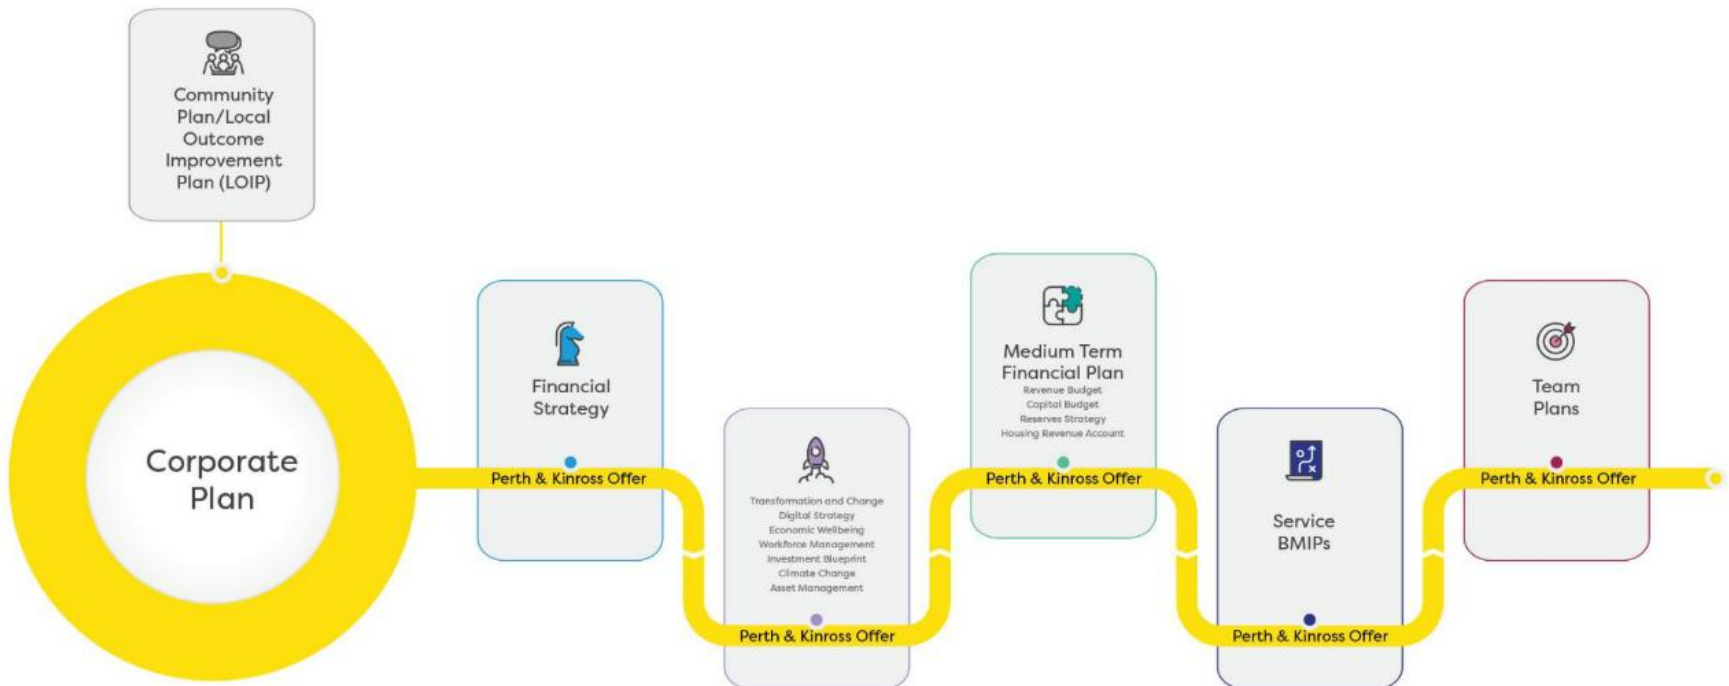 Community
Plan/Local
Outcome
Improvement
Plan (LOIP)
Corporate
Plan
Financial
Strategy
Perth & Kinross Offer
Transformation and Change
Digital Strategy
Economic Wellbeing
Workforce Management
Investment Blueprint
Climate Change
Asset Management
Perth & Kinross Offer
Medium Term
Financial Plan
Revenue Budget
Capital Budget
Reserves Strategy
Housing Revenue Account
Perth & Kinross Offer
Service
BMIPs
Perth & Kinross Offer
Team
Plans
Perth & Kinross Offer